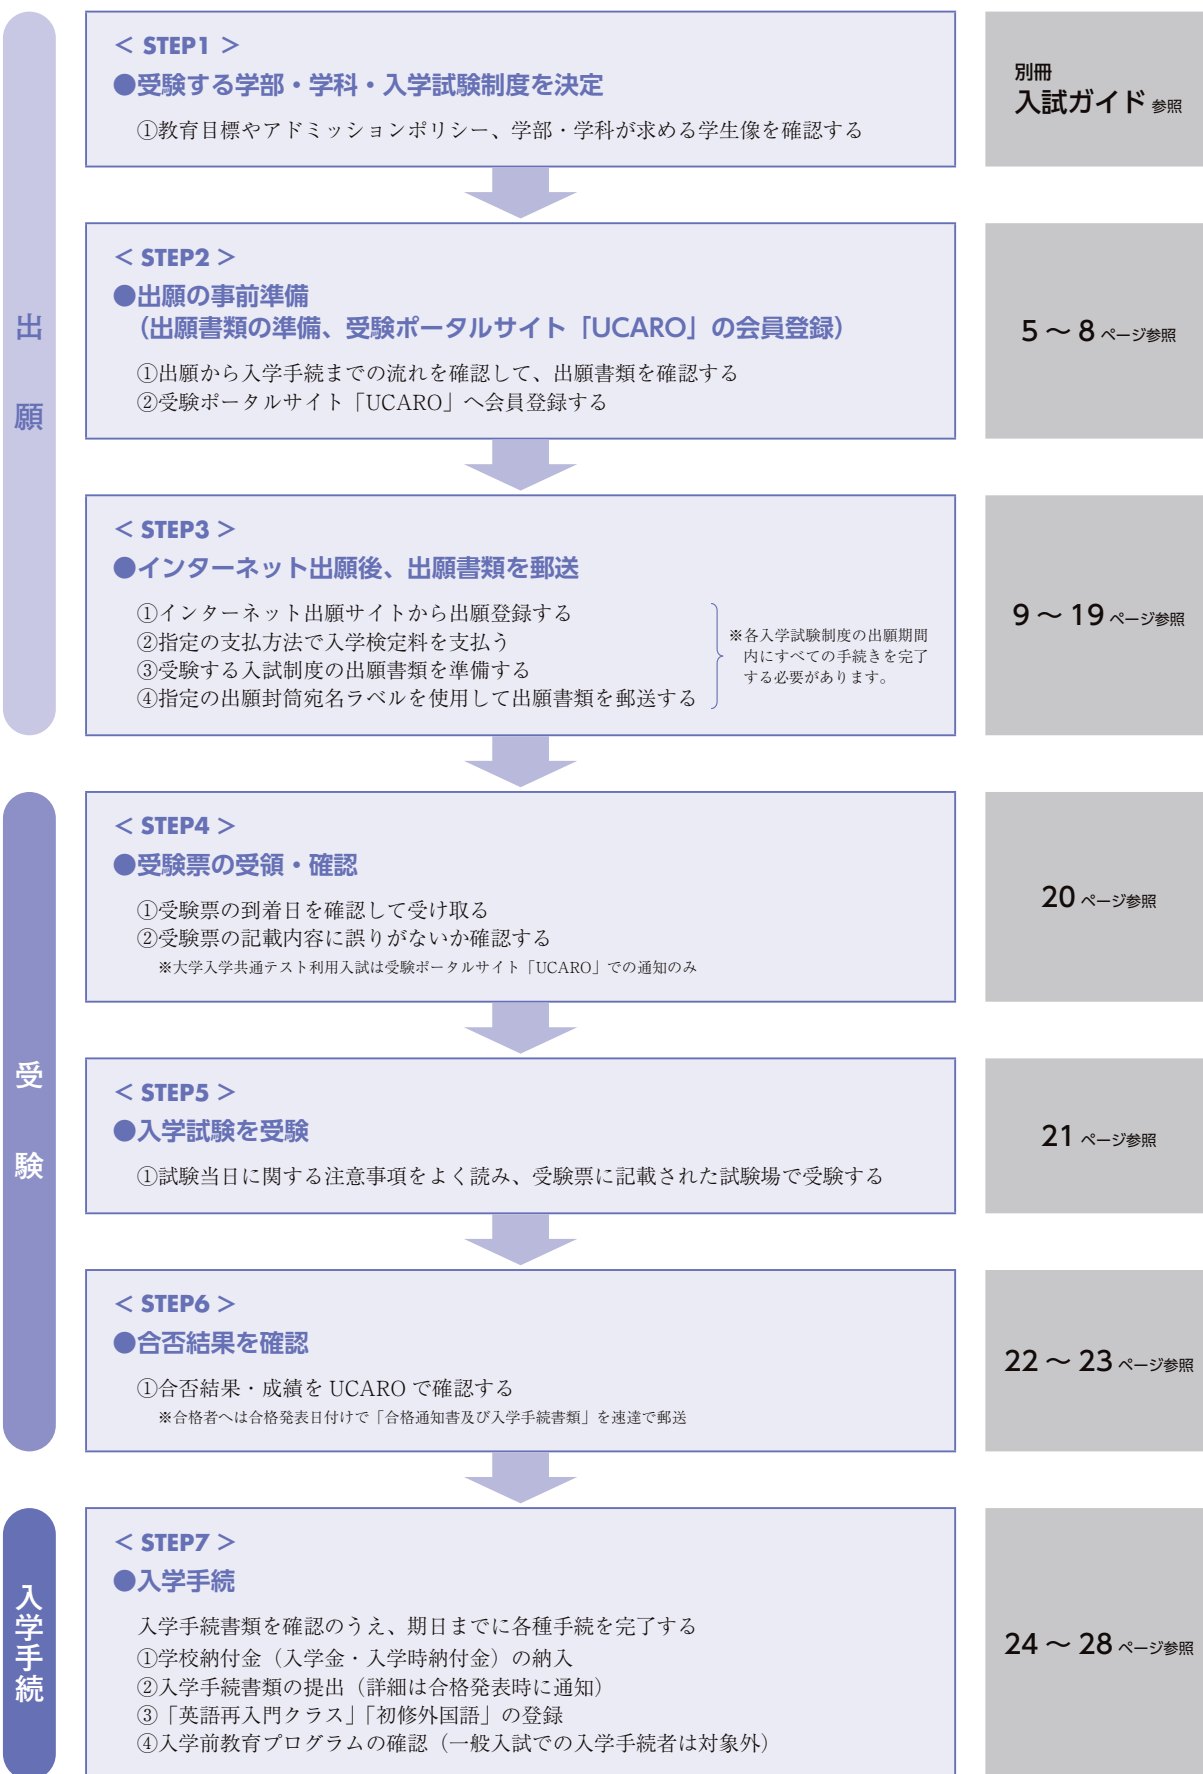 出願
< STEP1 >
●受験する学部・学科・入学試験制度を決定
①教育目標やアドミッションポリシー、学部・学科が求める学生像を確認する
別冊
入試ガイド 参照
< STEP2 >
●出願の事前準備
（出願書類の準備、受験ポータルサイト「UCARO」の会員登録）
①出願から入学手続までの流れを確認して、出願書類を確認する
②受験ポータルサイト「UCARO」へ会員登録する
5 〜 8 ページ参照
< STEP3 >
●インターネット出願後、出願書類を郵送
①インターネット出願サイトから出願登録する
②指定の支払方法で入学検定料を支払う
③受験する入試制度の出願書類を準備する
④指定の出願封筒宛名ラベルを使用して出願書類を郵送する
※各入学試験制度の出願期間
内にすべての手続きを完了
する必要があります。
9 〜 19 ページ参照
受験
< STEP4 >
●受験票の受領・確認
①受験票の到着日を確認して受け取る
②受験票の記載内容に誤りがないか確認する
※大学入学共通テスト利用入試は受験ポータルサイト「UCARO」での通知のみ
20 ページ参照
< STEP5 >
●入学試験を受験
①試験当日に関する注意事項をよく読み、受験票に記載された試験場で受験する
21 ページ参照
< STEP6 >
●合否結果を確認
①合否結果・成績を UCARO で確認する
※合格者へは合格発表日付けで「合格通知書及び入学手続書類」を速達で郵送
22 〜 23 ページ参照
入学手続
< STEP7 >
●入学手続
入学手続書類を確認のうえ、期日までに各種手続を完了する
①学校納付金（入学金・入学時納付金）の納入
②入学手続書類の提出（詳細は合格発表時に通知）
③「英語再入門クラス」「初修外国語」の登録
④入学前教育プログラムの確認（一般入試での入学手続者は対象外）
24 〜 28 ページ参照